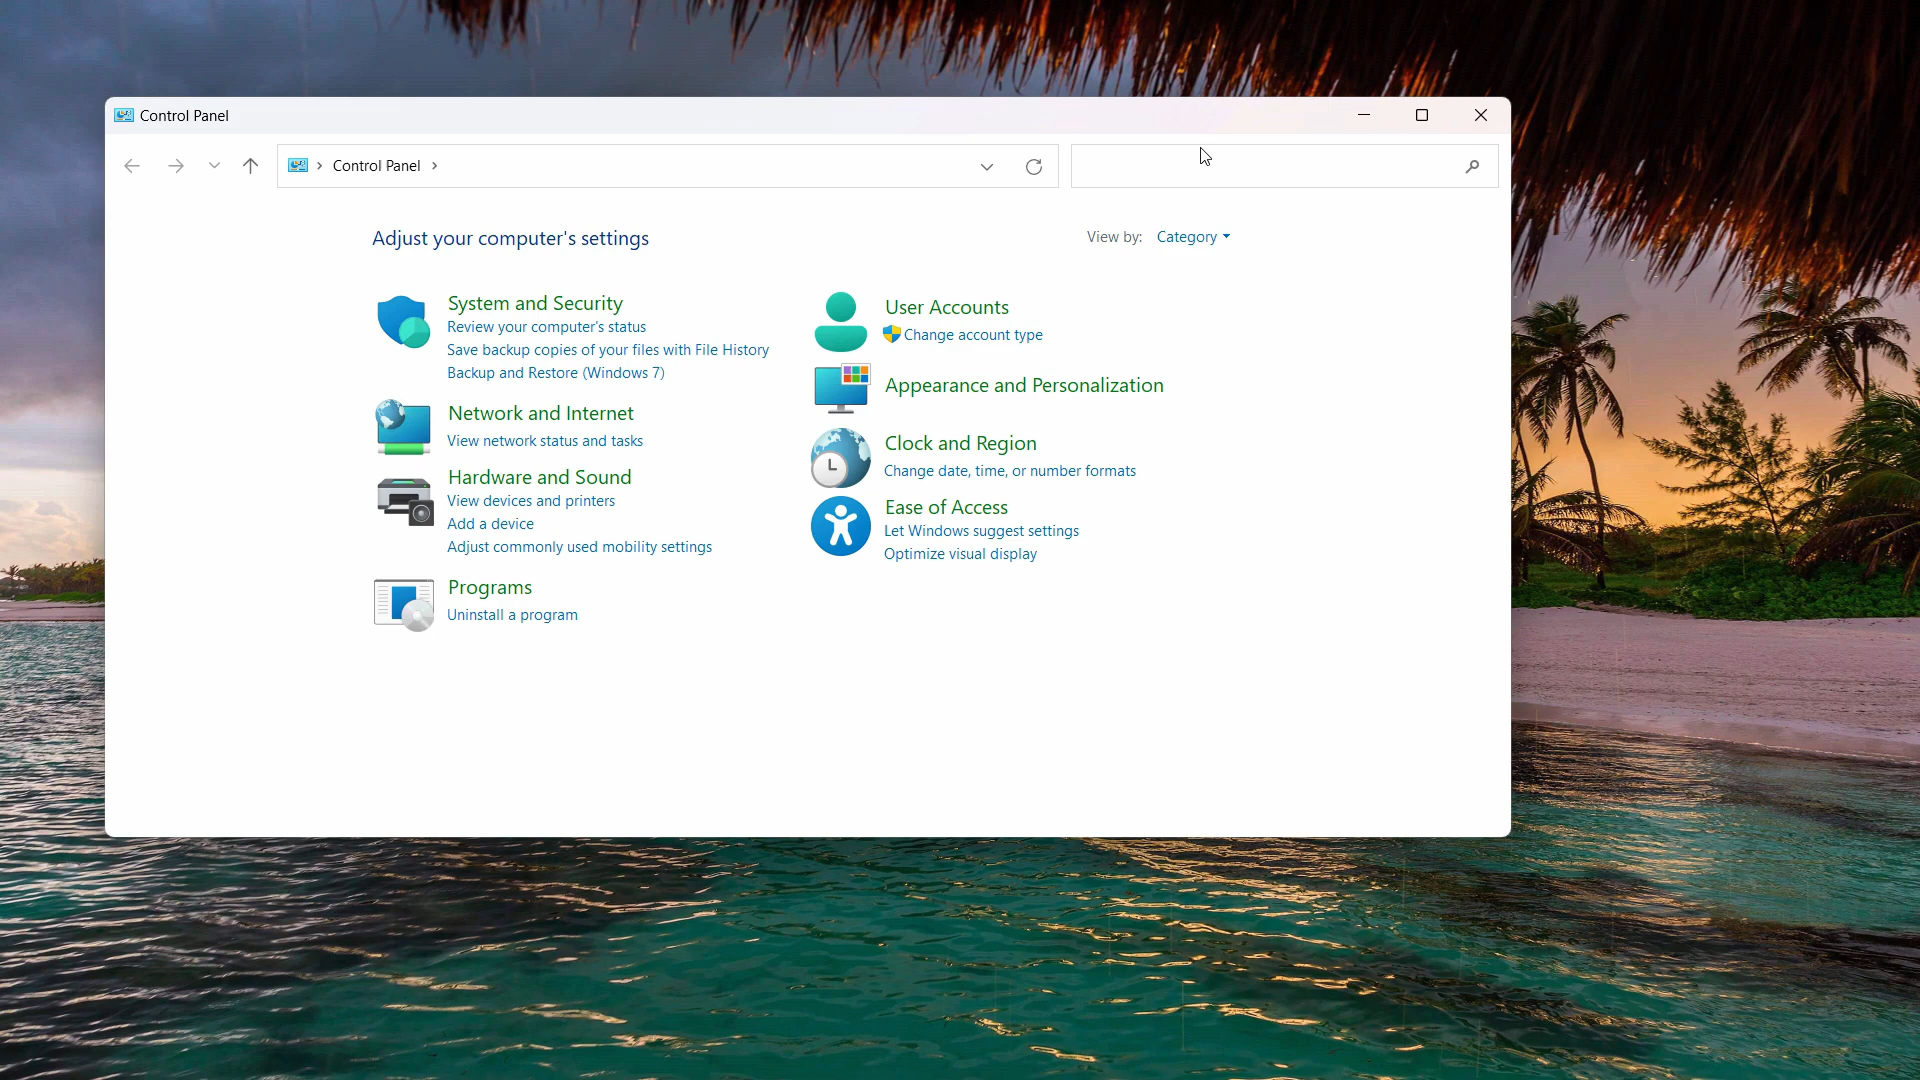 Control Panel
Control Panel
Adjust your computer's settings
View by: Category
System and Security
Review your computer's status
Save backup copies of your files with File History
Backup and Restore (Windows 7)
Network and Internet
View network status and tasks
Hardware and Sound
View devices and printers
Add a device
Adjust commonly used mobility settings
Programs
Uninstall a program
User Accounts
Change account type
Appearance and Personalization
Clock and Region
Change date, time, or number formats
Ease of Access
Let Windows suggest settings
Optimize visual display